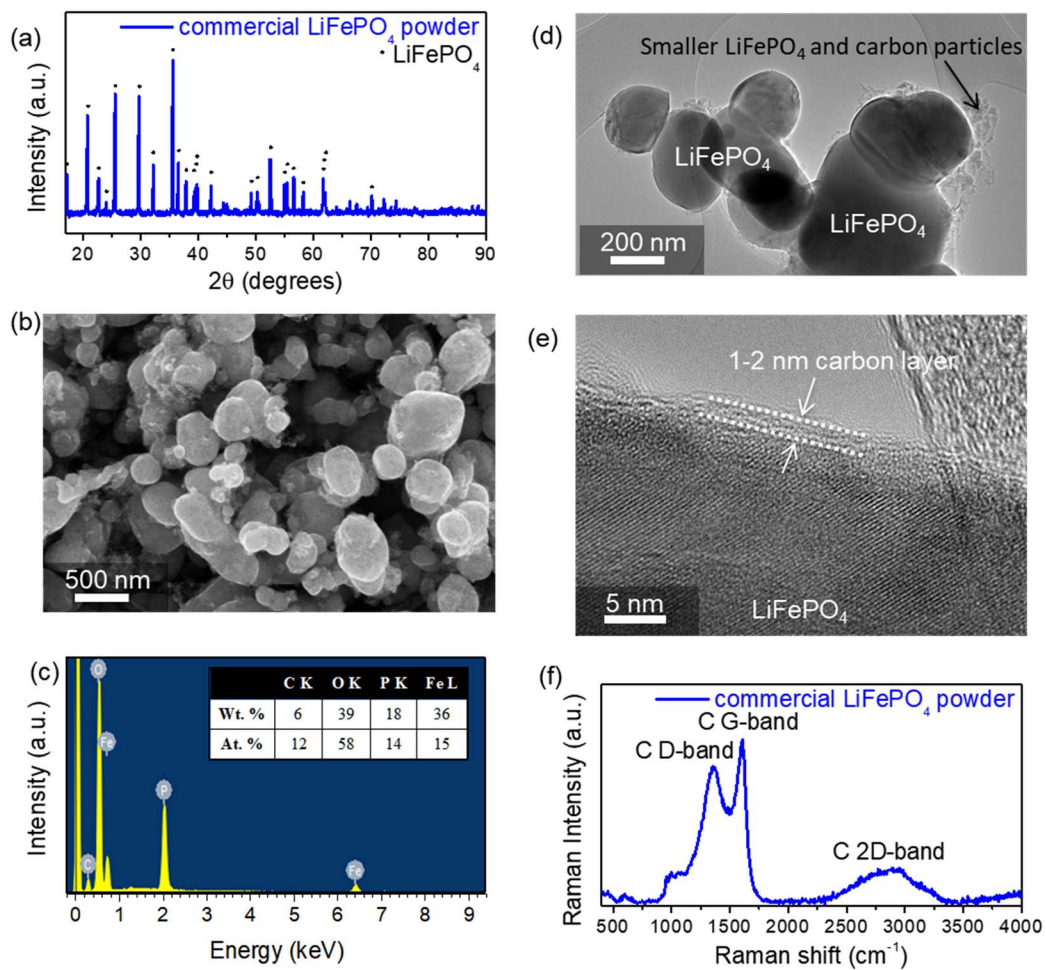 (a)
commercial LiFePO4 powder
LiFePO4
Intensity (a.u.)
20 30 40 50 60 70 80 90
2θ (degrees)
(b)
500 nm
(c)
C K O K P K Fe L
Wt. % 6 39 18 36
At. % 12 58 14 15
O
Fe
P
C
Fe
Intensity (a.u.)
0 1 2 3 4 5 6 7 8 9
Energy (keV)
(d)
Smaller LiFePO4 and carbon particles
LiFePO4
LiFePO4
200 nm
(e)
1-2 nm carbon layer
5 nm
LiFePO4
(f)
commercial LiFePO4 powder
C G-band
C D-band
C 2D-band
Raman Intensity (a.u.)
500 1000 1500 2000 2500 3000 3500 4000
Raman shift (cm-1)